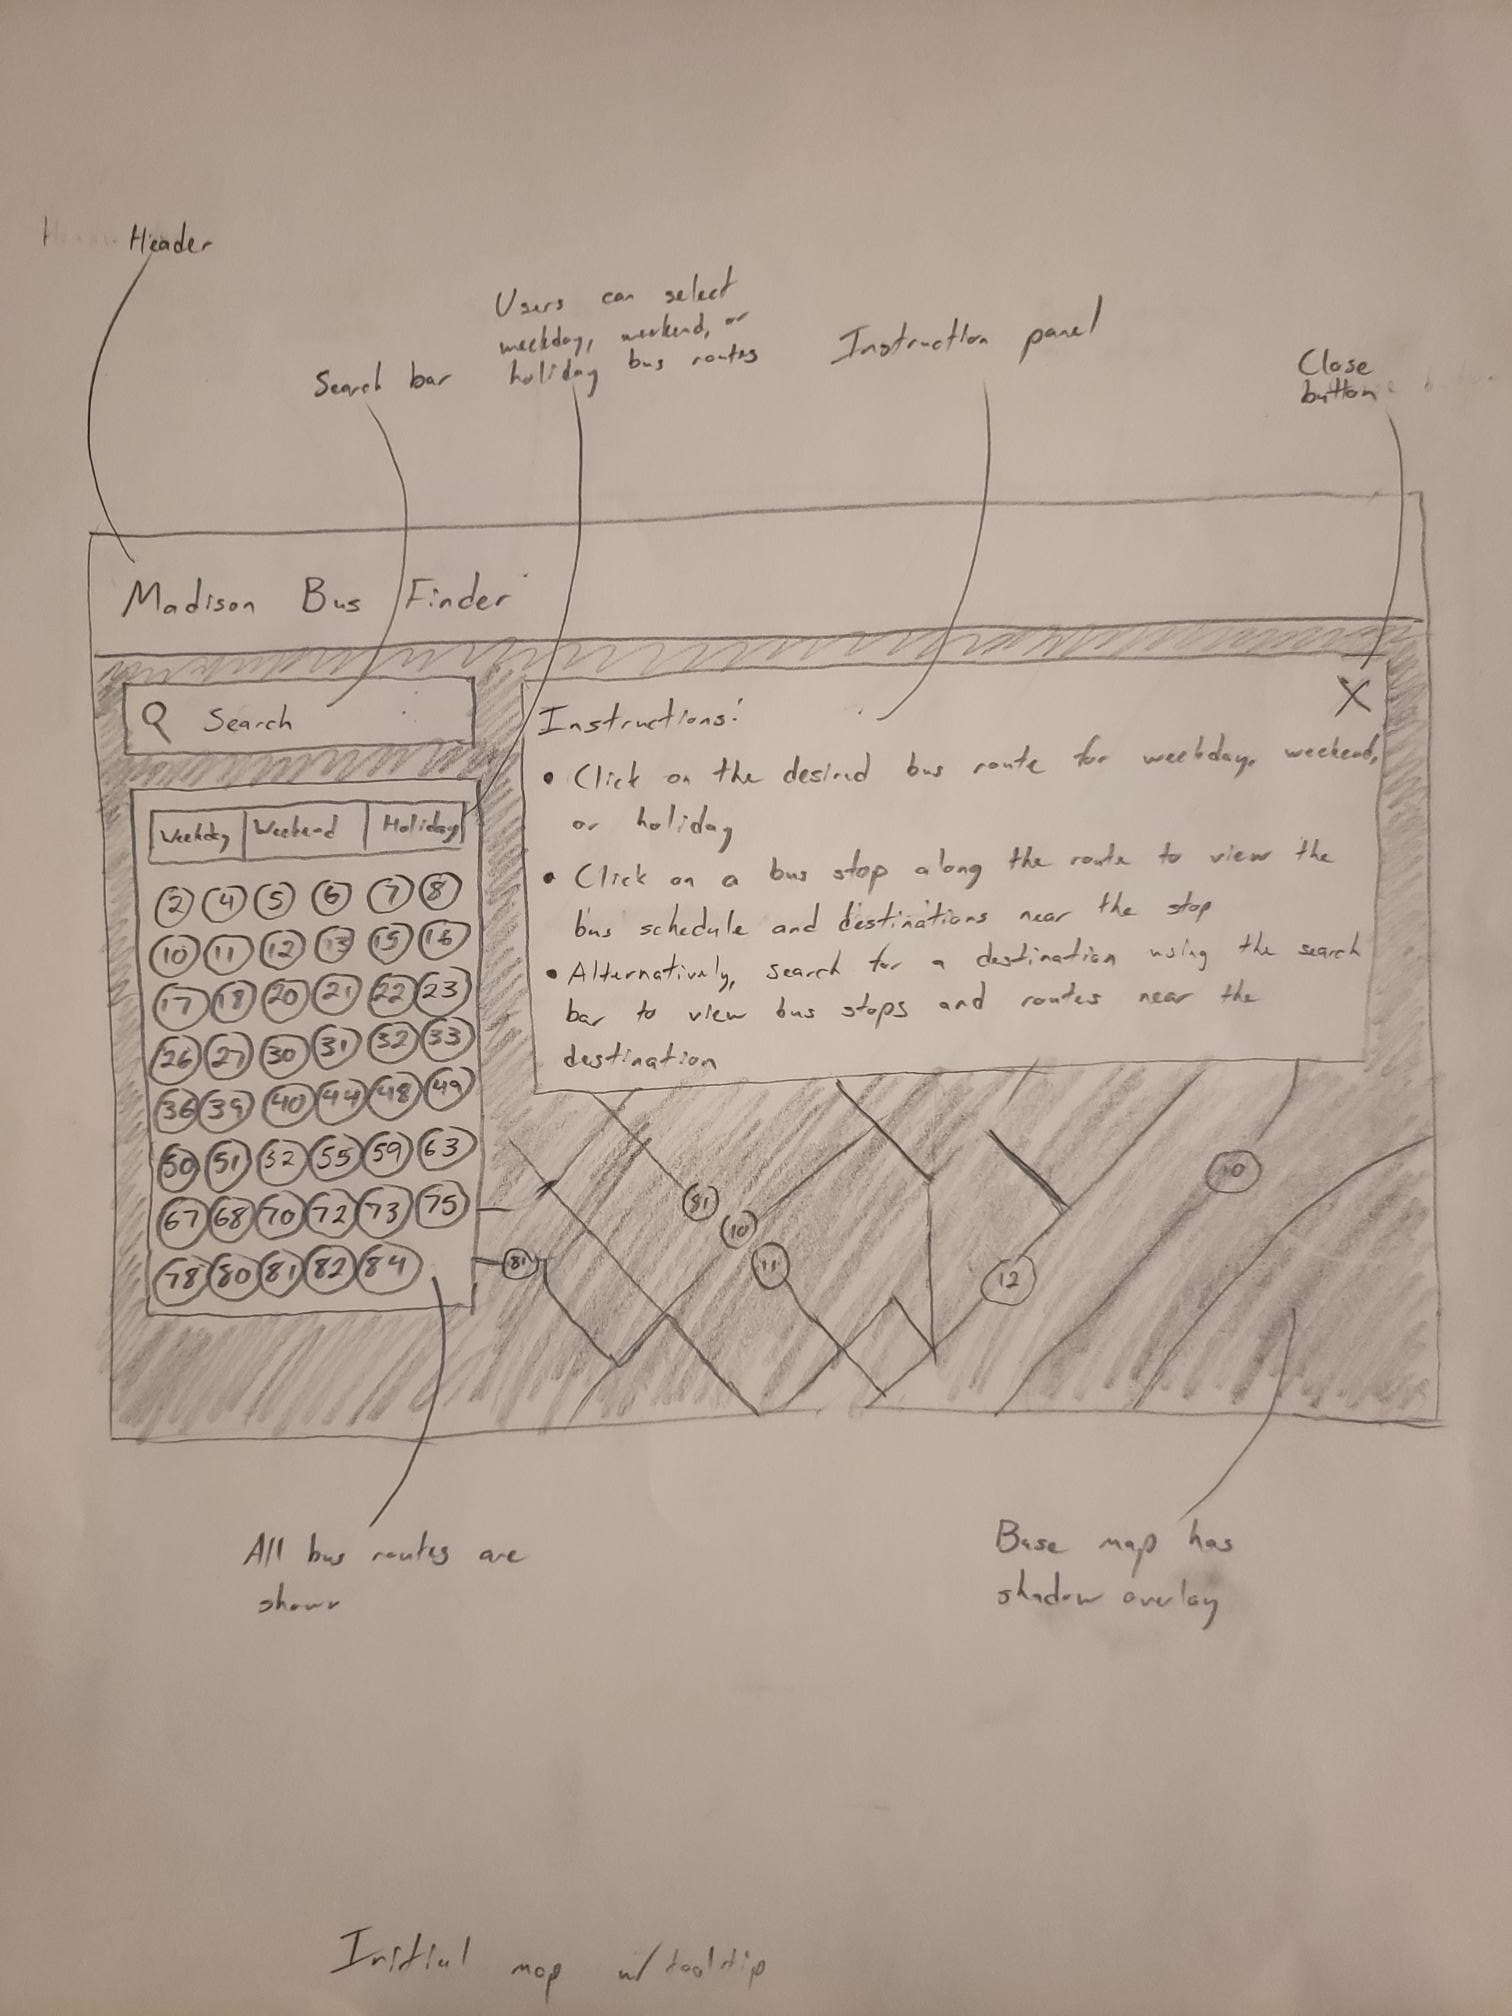 Header
Users can select
weekday, weekend, or
holiday bus routes
Search bar
Instruction panel
Close
button
Madison Bus Finder
Search
Instructions:
X
• Click on the desired bus route for weekday, weekend,
or holiday
• Click on a bus stop along the route to view the
bus schedule and destinations near the stop
• Alternatively, search for a destination using the search
bar to view bus stops and routes near the
destination
Weekday Weekend Holiday
2 4 5 6 7 8
10 11 12 13 15 16
17 18 20 21 22 23
26 27 30 31 32 33
36 39 40 44 48 49
50 51 52 55 59 63
67 68 70 72 73 75
78 80 81 82 84
81
10
11
81
12
10
All bus routes are
shown
Base map has
shadow overlay
Initial map w/ tooltip